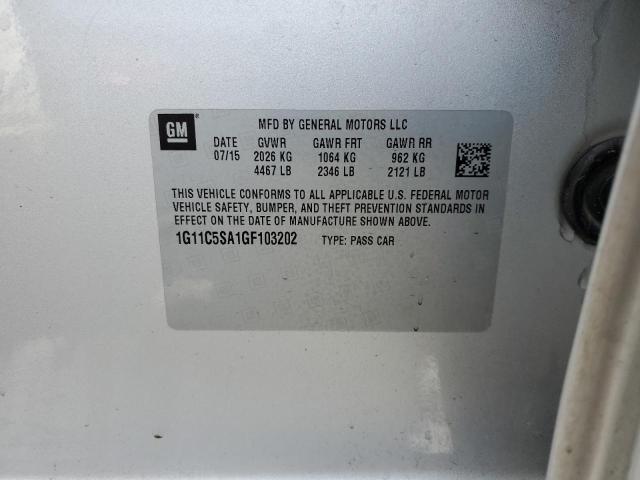 GM
MFD BY GENERAL MOTORS LLC
DATE GVWR GAWR FRT GAWR RR
07/15 2026 KG 1064 KG 962 KG
4467 LB 2346 LB 2121 LB
THIS VEHICLE CONFORMS TO ALL APPLICABLE U.S. FEDERAL MOTOR
VEHICLE SAFETY, BUMPER, AND THEFT PREVENTION STANDARDS IN
EFFECT ON THE DATE OF MANUFACTURE SHOWN ABOVE.
1G11C5SA1GF103202 TYPE: PASS CAR